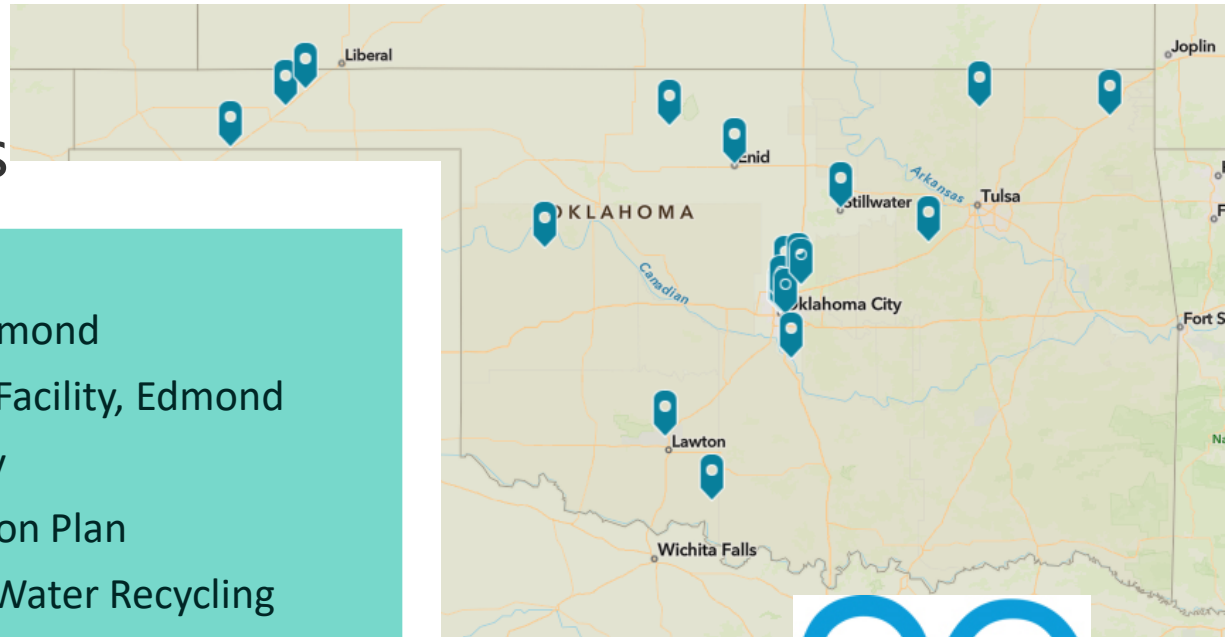 s
mond
Facility, Edmond
y
on Plan
Water Recycling
Liberal
Joplin
Enid
Stillwater
Arkansas
Tulsa
OKLAHOMA
Canadian
Oklahoma City
Fort S
Lawton
Na
Wichita Falls